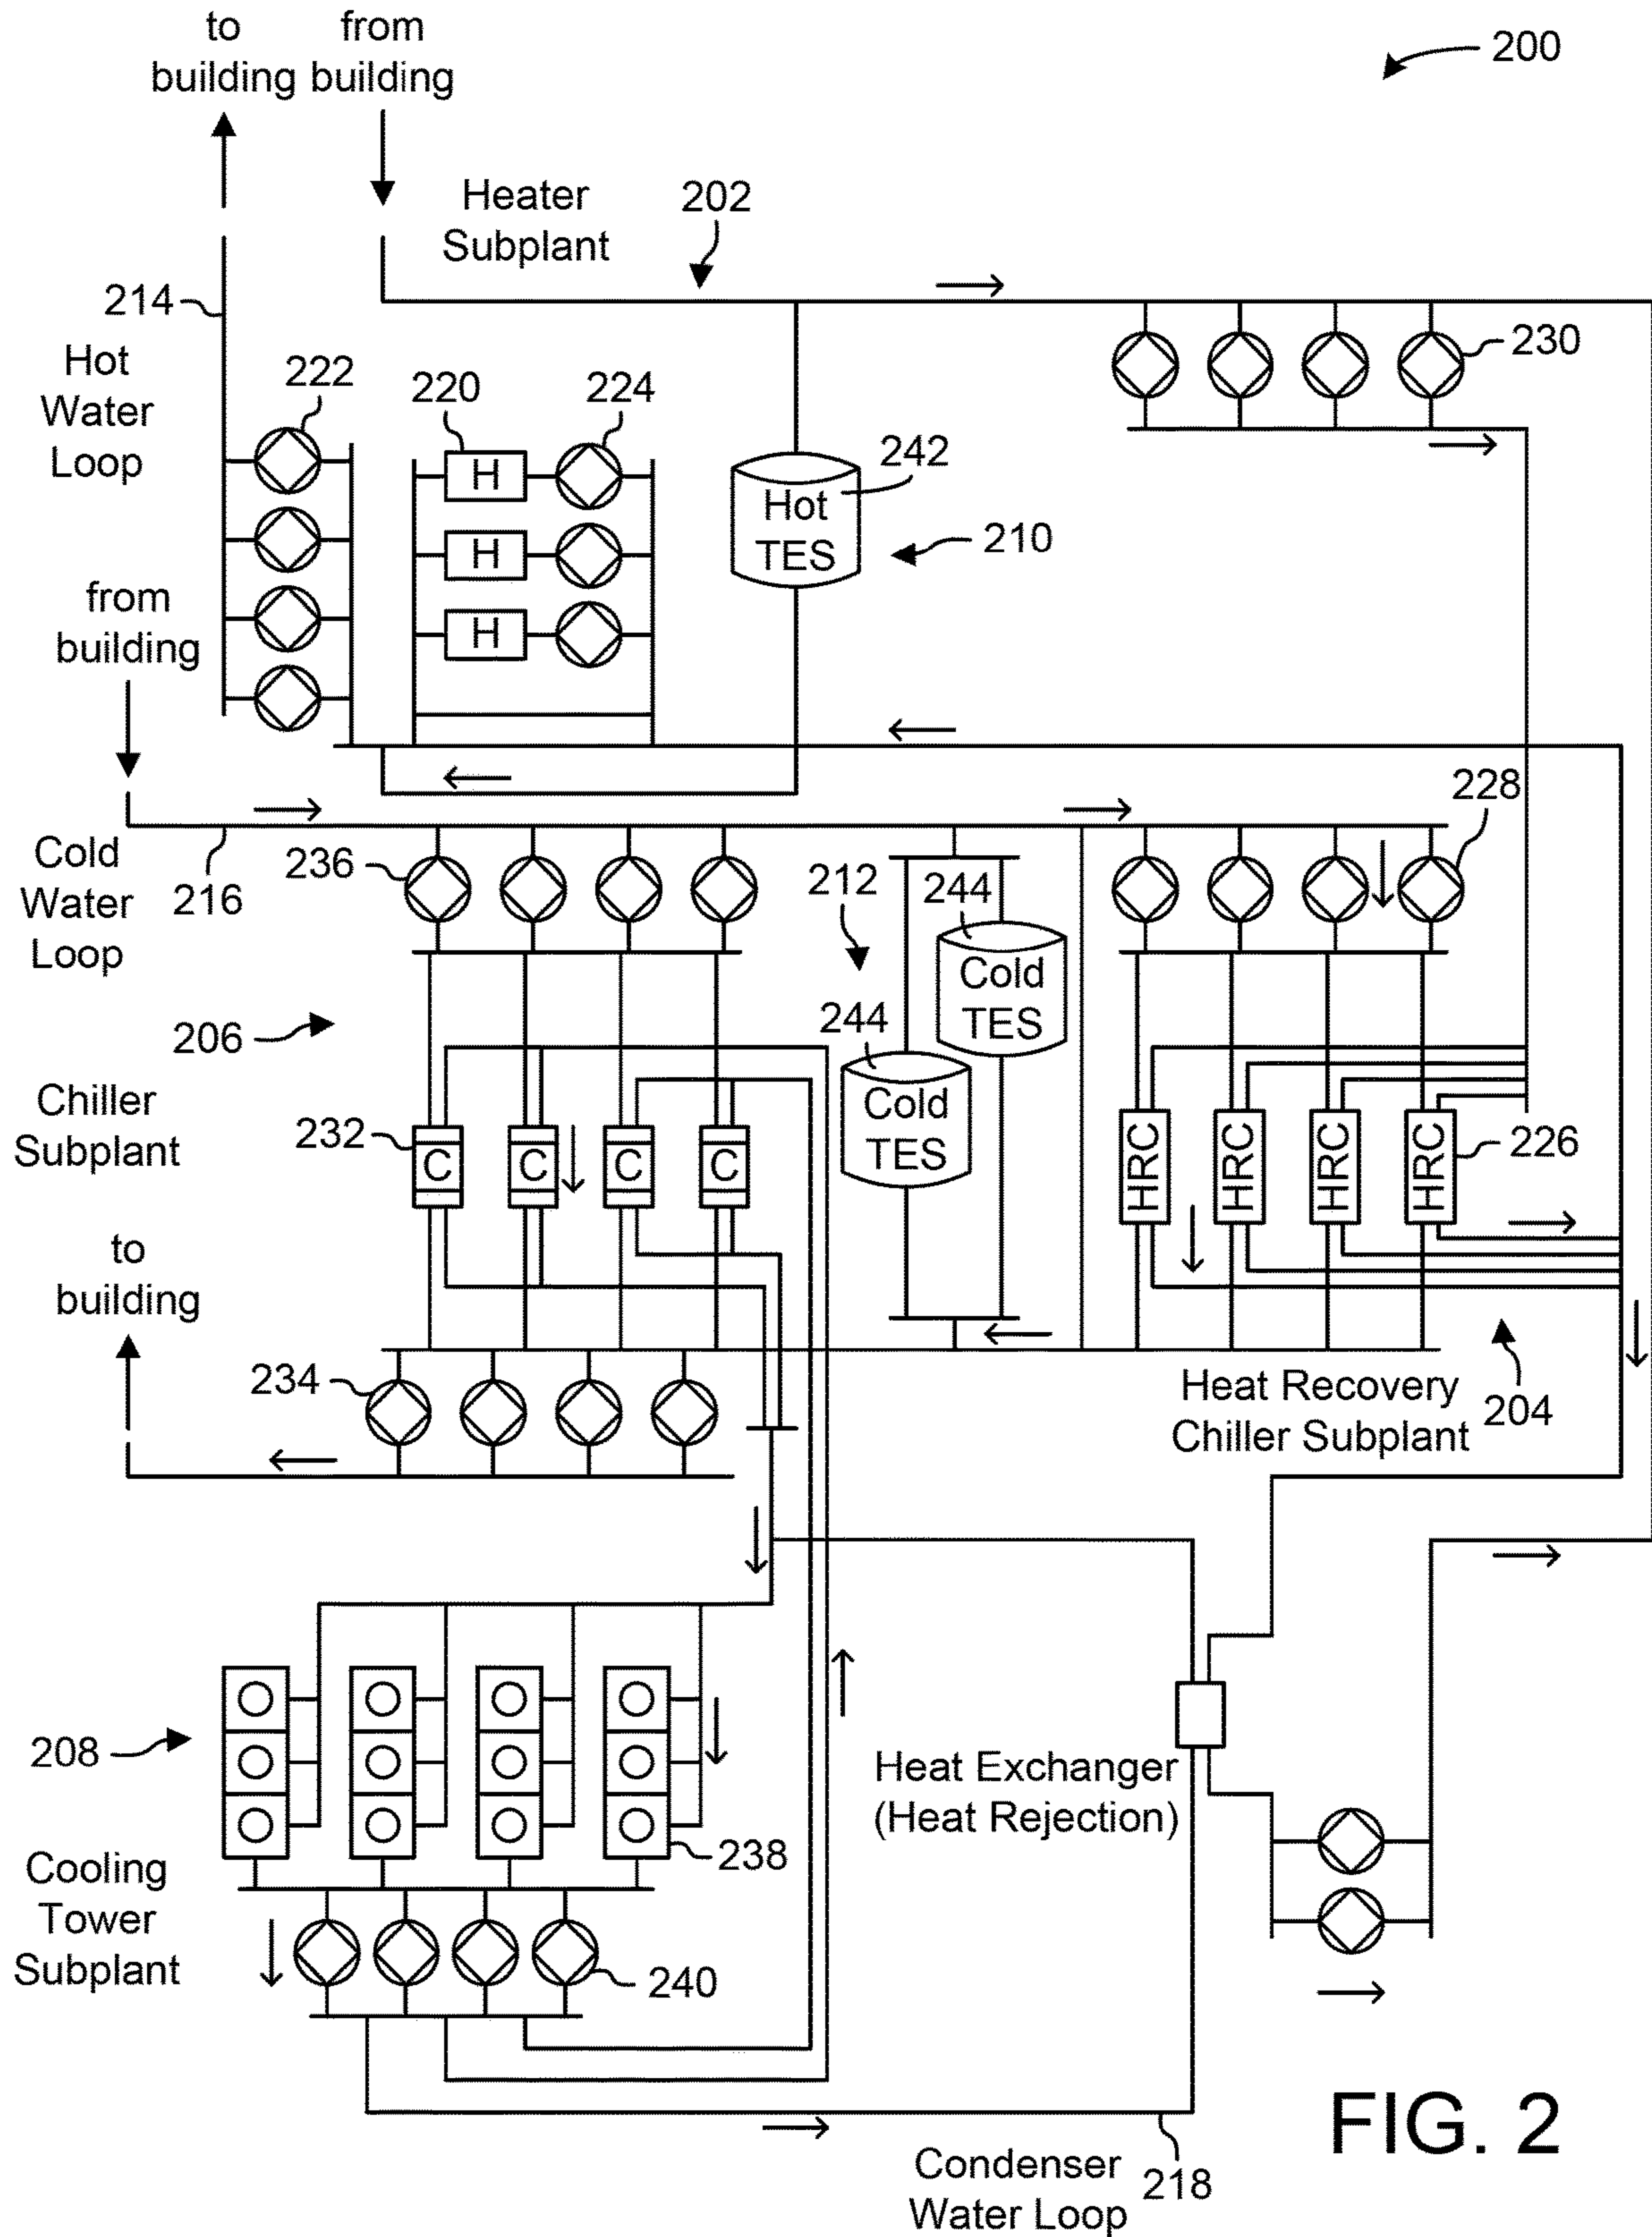 to
building
from
building
200
Heater
Subplant
202
214
Hot
Water
Loop
222
220
224
230
H
H
H
Hot
TES
242
210
from
building
228
Cold
Water
Loop
216
236
212
244
Cold
TES
244
Cold
TES
206
Chiller
Subplant
232
C
C
C
C
HRC
HRC
HRC
HRC
226
to
building
234
Heat Recovery
Chiller Subplant
204
208
Heat Exchanger
(Heat Rejection)
238
Cooling
Tower
Subplant
240
Condenser
Water Loop
218
FIG. 2